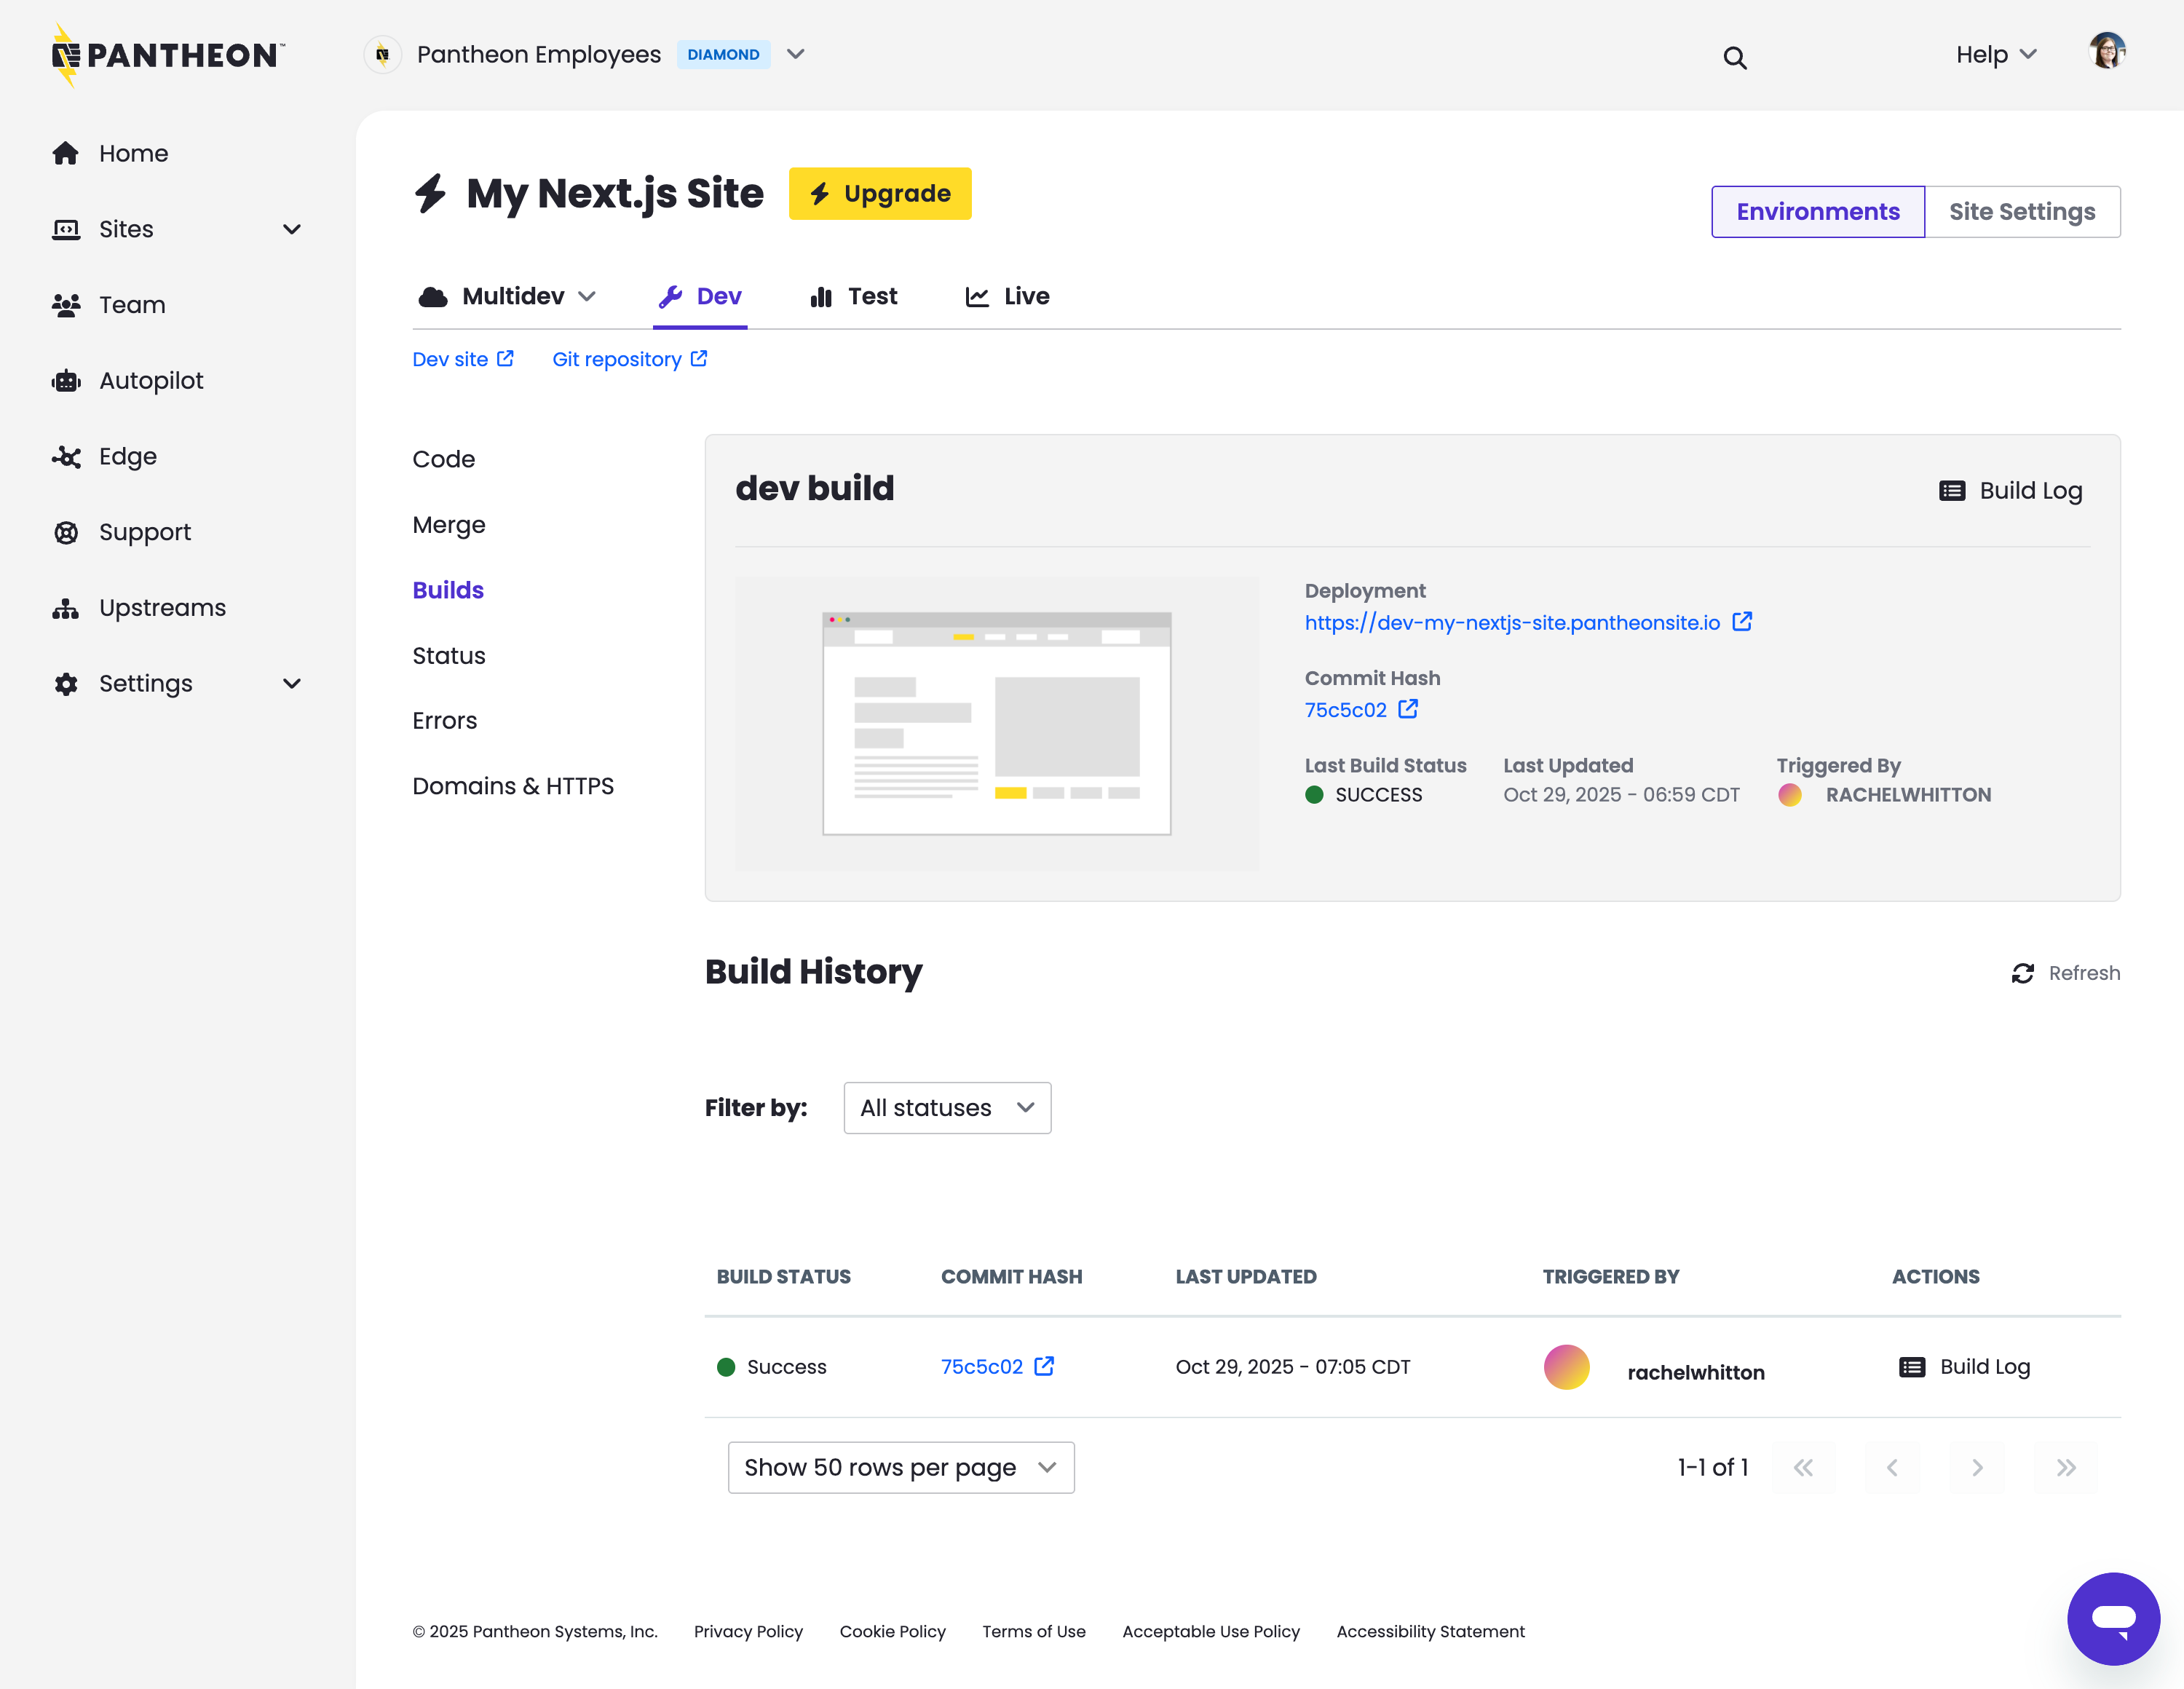 PANTHEON™
Pantheon Employees DIAMOND
Help
Home
Sites
Team
Autopilot
Edge
Support
Upstreams
Settings
My Next.js Site
Upgrade
Environments
Site Settings
Multidev
Dev
Test
Live
Dev site
Git repository
Code
Merge
Builds
Status
Errors
Domains & HTTPS
dev build
Build Log
Deployment
https://dev-my-nextjs-site.pantheonsite.io
Commit Hash
75c5c02
Last Build Status Last Updated Triggered By
SUCCESS Oct 29, 2025 - 06:59 CDT RACHELWHITTON
Build History
Refresh
Filter by: All statuses
BUILD STATUS COMMIT HASH LAST UPDATED TRIGGERED BY ACTIONS
Success 75c5c02 Oct 29, 2025 - 07:05 CDT rachelwhitton Build Log
Show 50 rows per page
1-1 of 1
© 2025 Pantheon Systems, Inc. Privacy Policy Cookie Policy Terms of Use Acceptable Use Policy Accessibility Statement